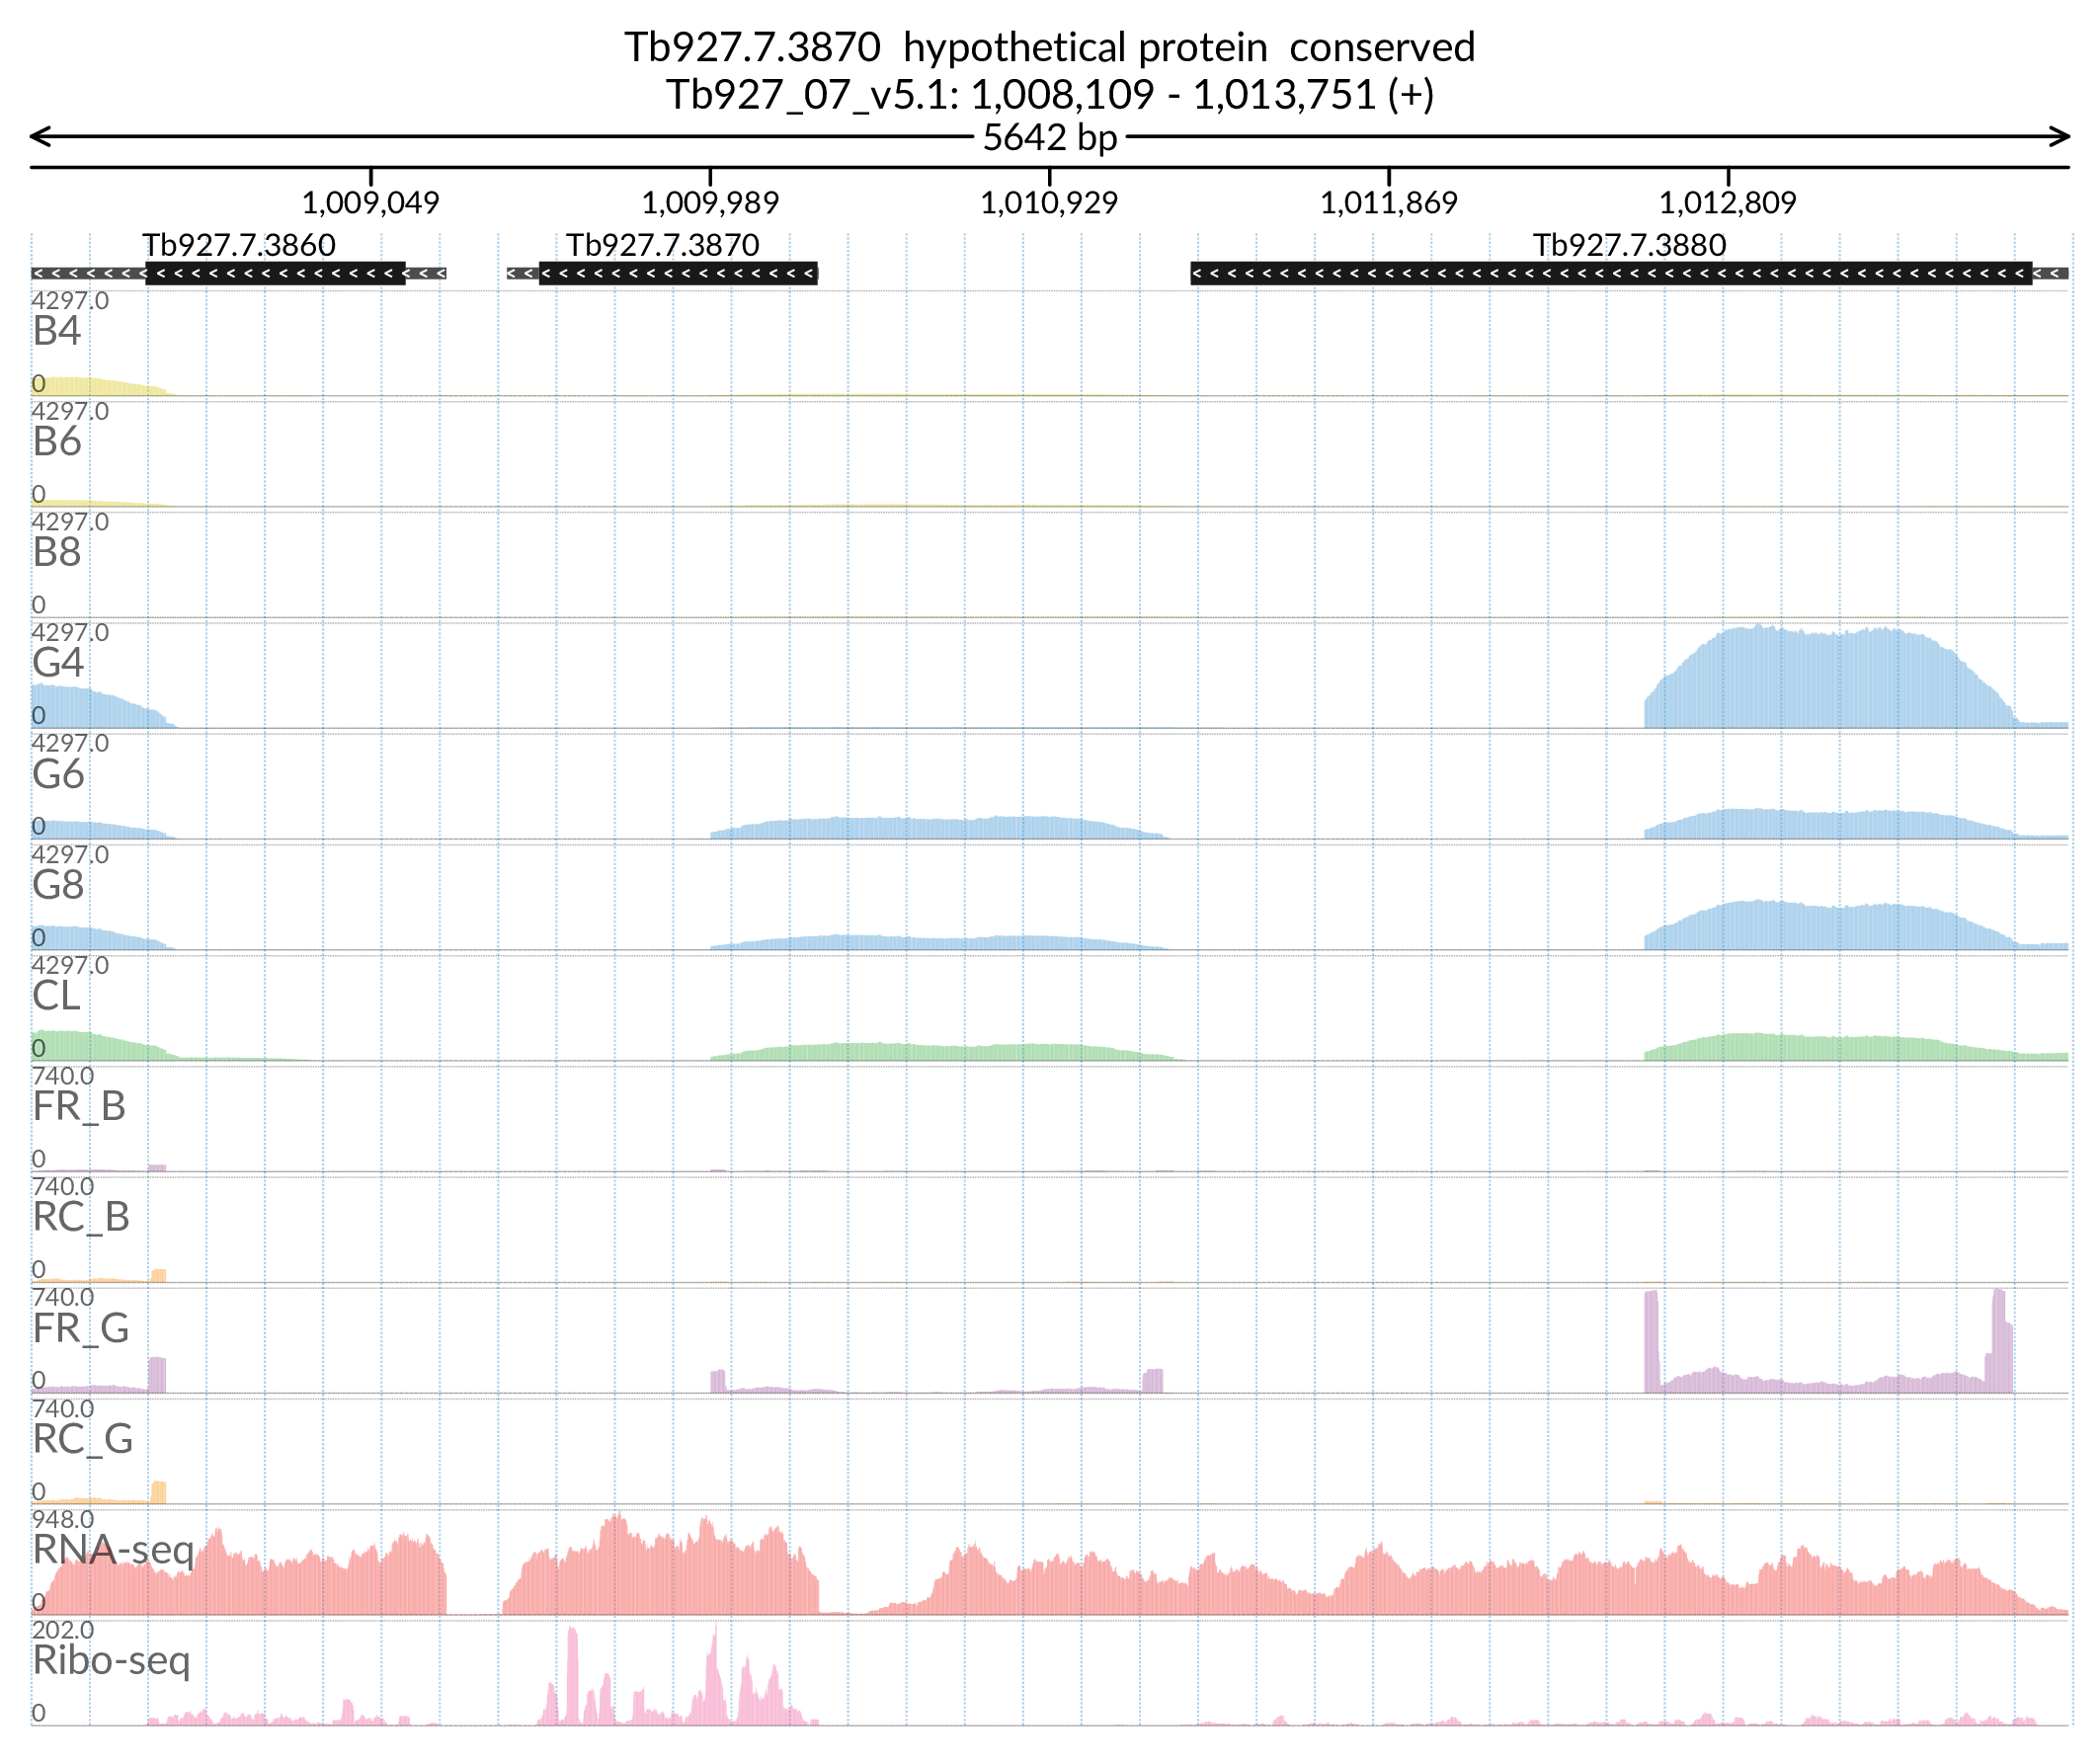 Tb927.7.3870 hypothetical protein conserved
Tb927_07_v5.1: 1,008,109 - 1,013,751 (+)
5642 bp
1,009,049 1,009,989 1,010,929 1,011,869 1,012,809
Tb927.7.3860 Tb927.7.3870 Tb927.7.3880
4297.0
B4
0
4297.0
B6
0
4297.0
B8
0
4297.0
G4
0
4297.0
G6
0
4297.0
G8
0
4297.0
CL
0
740.0
FR_B
0
740.0
RC_B
0
740.0
FR_G
0
740.0
RC_G
0
948.0
RNA-seq
0
202.0
Ribo-seq
0